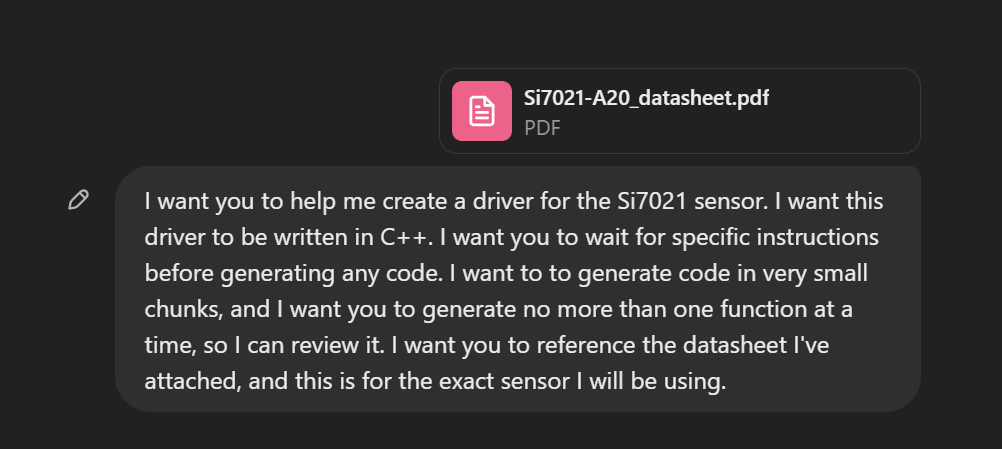 Si7021-A20_datasheet.pdf
PDF
I want you to help me create a driver for the Si7021 sensor. I want this
driver to be written in C++. I want you to wait for specific instructions
before generating any code. I want to to generate code in very small
chunks, and I want you to generate no more than one function at a
time, so I can review it. I want you to reference the datasheet I've
attached, and this is for the exact sensor I will be using.